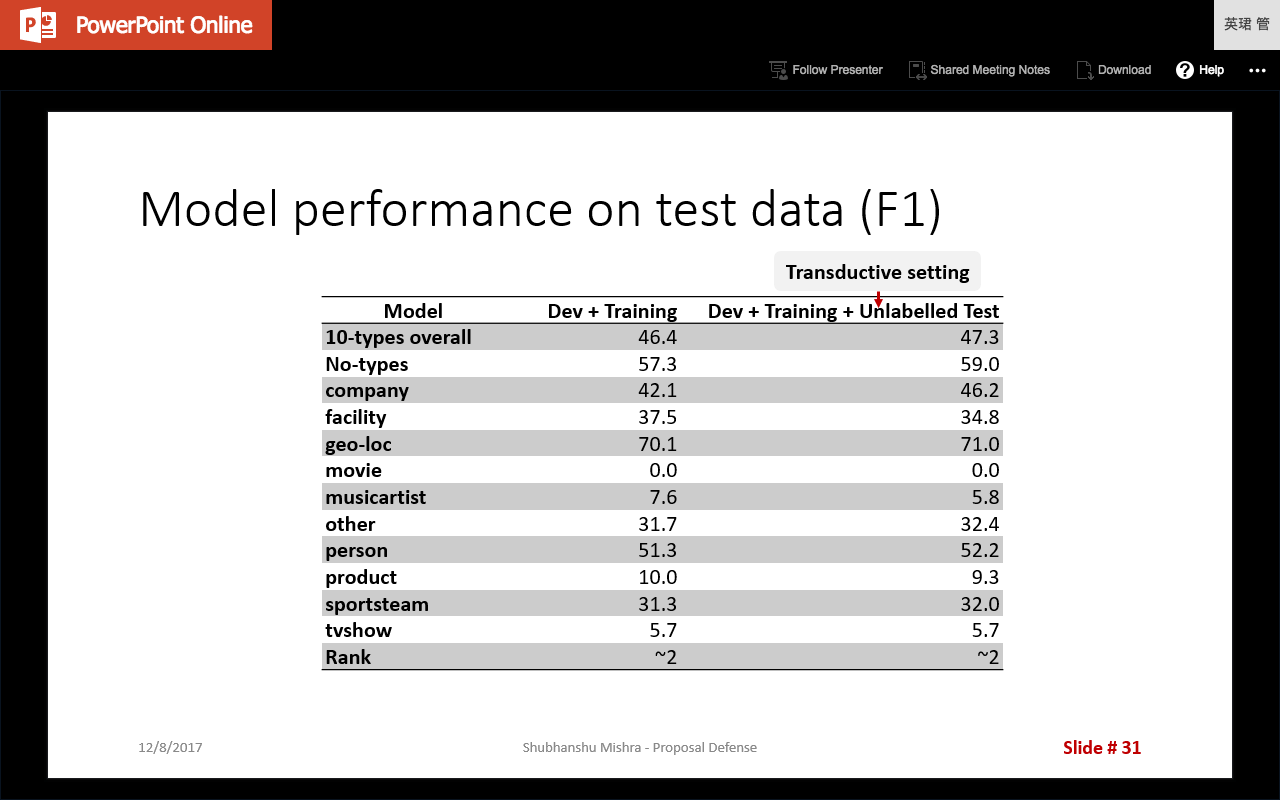 PowerPoint Online
英珺 管
Follow Presenter Shared Meeting Notes Download ? Help ...
Model performance on test data (F1)
Transductive setting
Model Dev + Training Dev + Training + Unlabelled Test
10-types overall 46.4 47.3
No-types 57.3 59.0
company 42.1 46.2
facility 37.5 34.8
geo-loc 70.1 71.0
movie 0.0 0.0
musicartist 7.6 5.8
other 31.7 32.4
person 51.3 52.2
product 10.0 9.3
sportsteam 31.3 32.0
tvshow 5.7 5.7
Rank ~2 ~2
12/8/2017 Shubhanshu Mishra - Proposal Defense Slide # 31